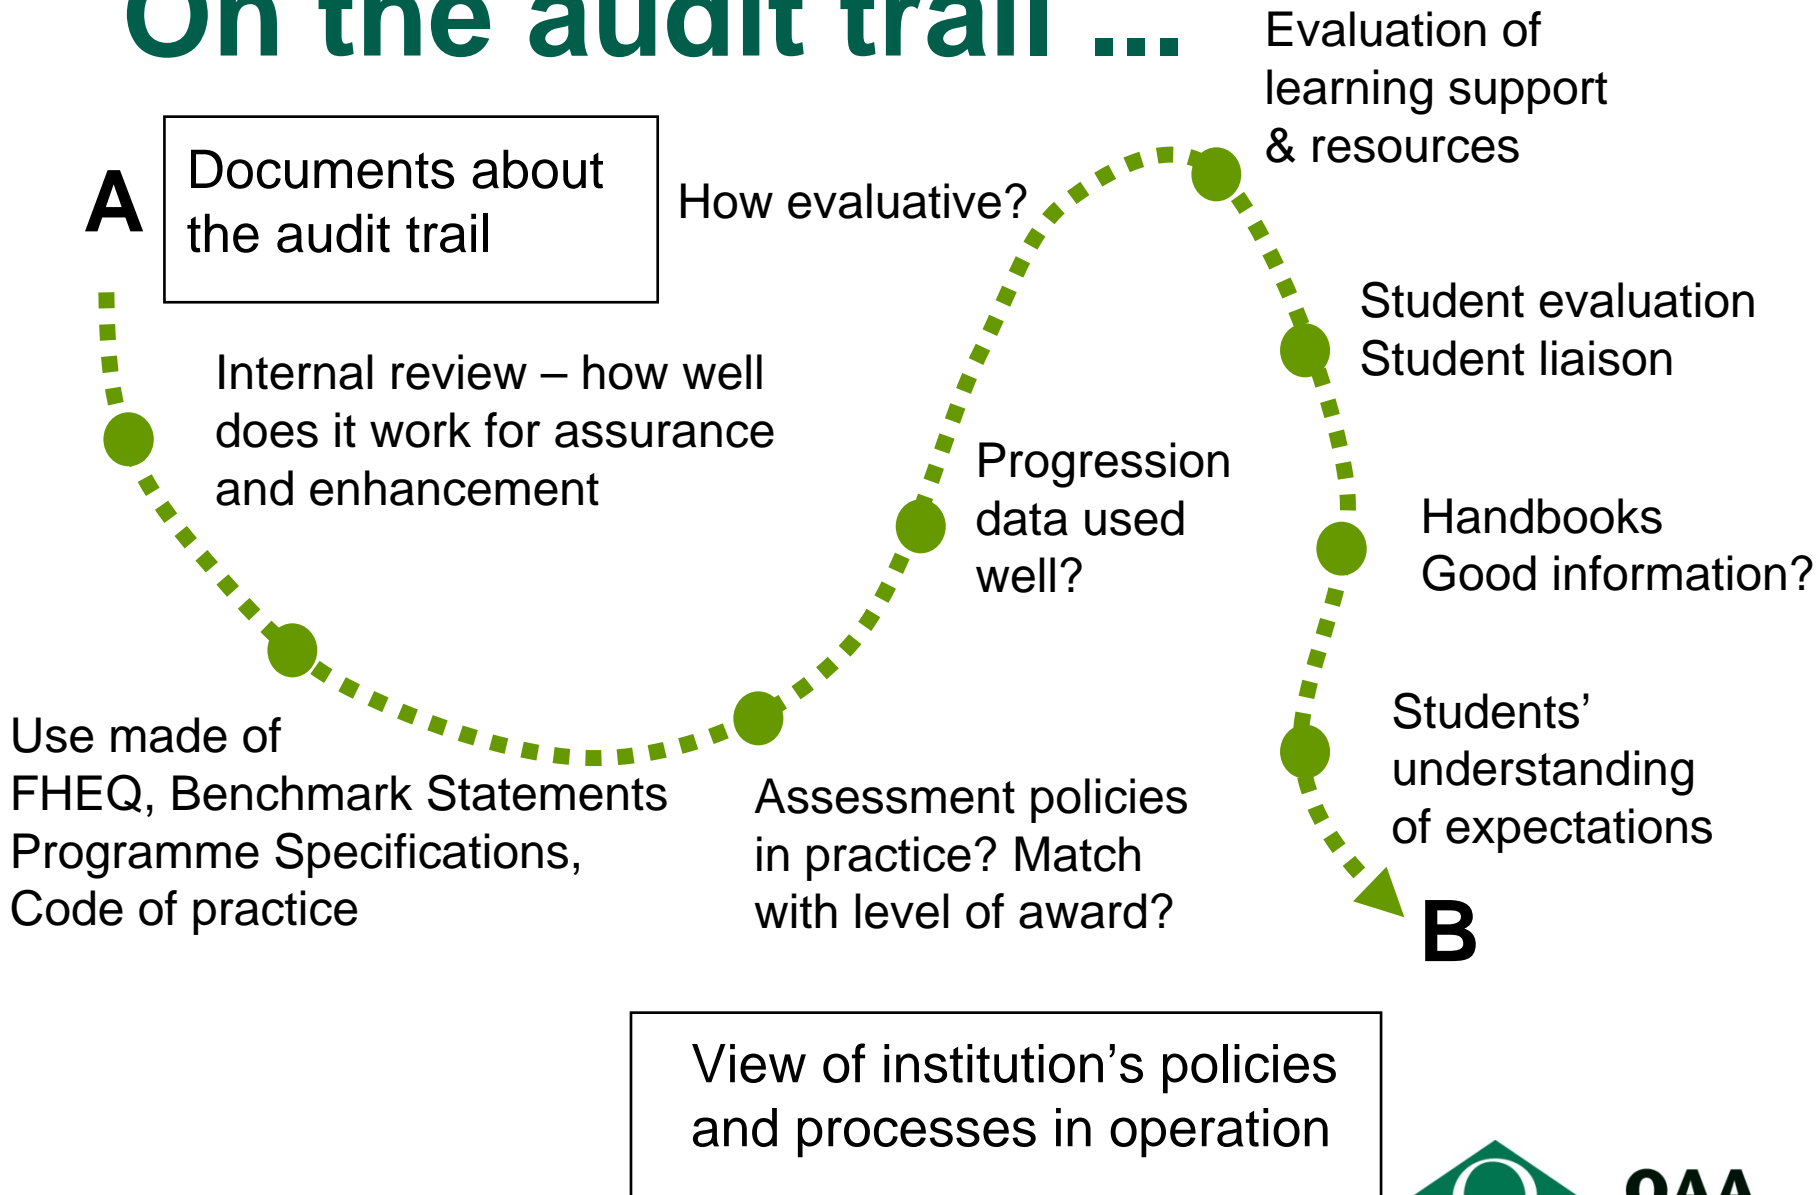 On the audit trail ...
A
Documents about
the audit trail
How evaluative?
Evaluation of
learning support
& resources
Internal review – how well
does it work for assurance
and enhancement
Student evaluation
Student liaison
Progression
data used
well?
Handbooks
Good information?
Use made of
FHEQ, Benchmark Statements
Programme Specifications,
Code of practice
Assessment policies
in practice? Match
with level of award?
Students’
understanding
of expectations
B
View of institution’s policies
and processes in operation
QAA